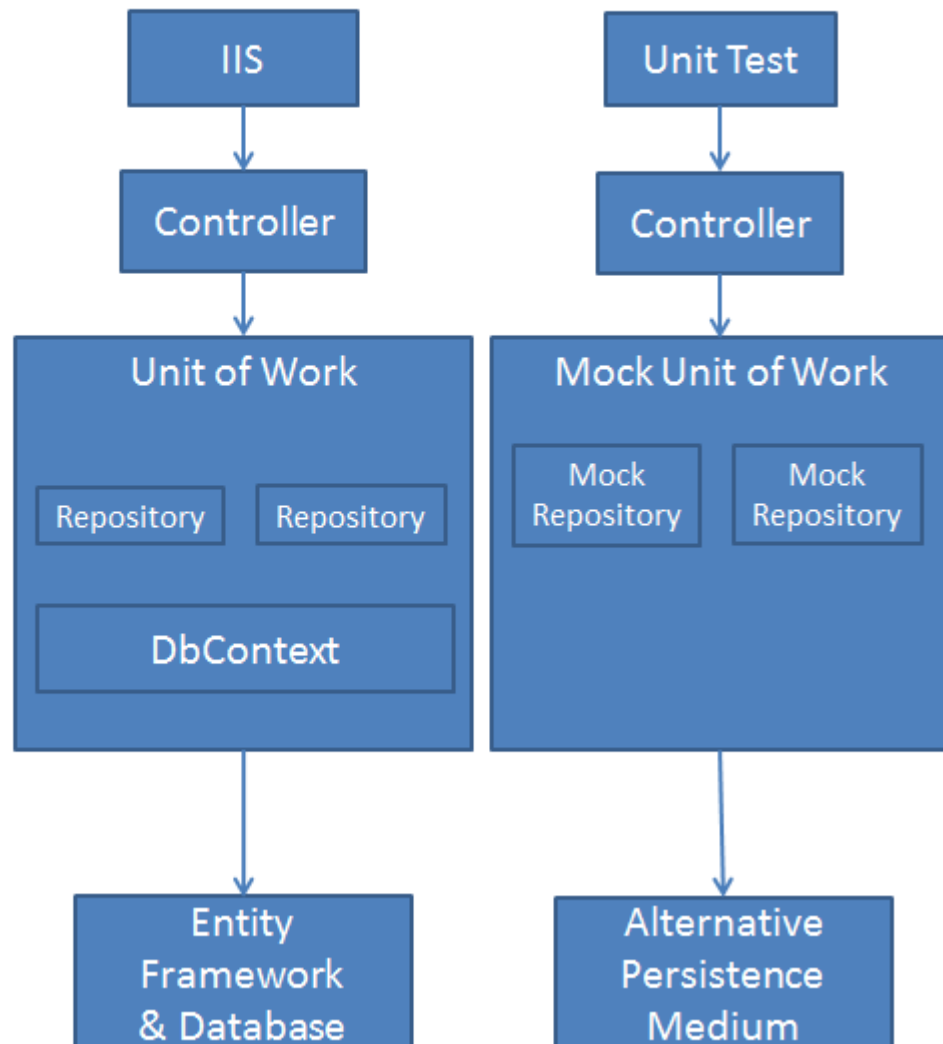 IIS
Controller
Unit of Work
Repository
Repository
DbContext
Entity
Framework
& Database
Unit Test
Controller
Mock Unit of Work
Mock
Repository
Mock
Repository
Alternative
Persistence
Medium